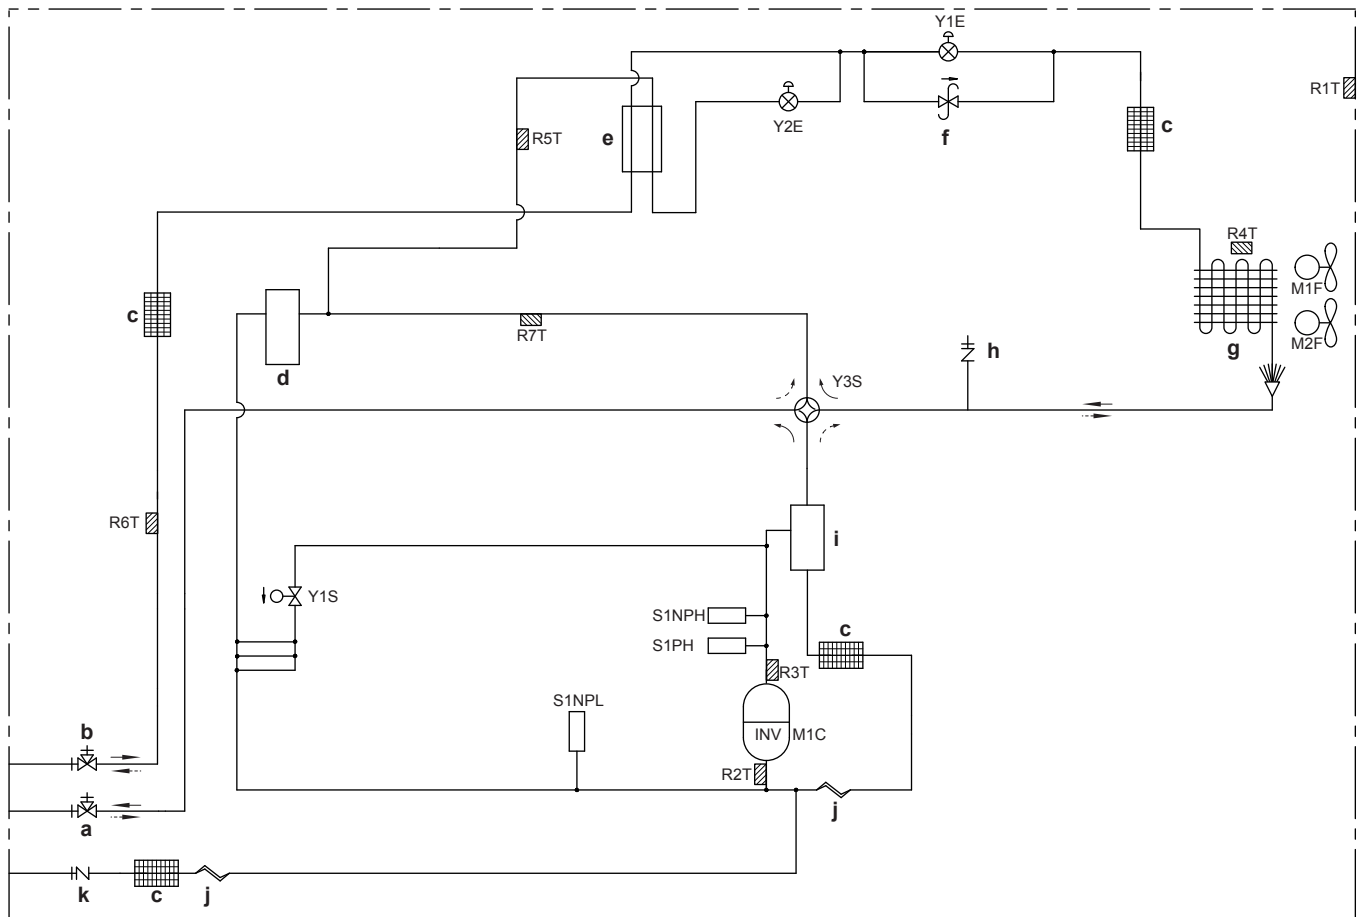 Y1E
R1T
c
Y2E
f
R5T
e
R4T
M1F
c
R7T
h
M2F
g
d
Y3S
R6T
i
Y1S
S1NPH
c
S1PH
R3T
S1NPL
b
INV
M1C
R2T
a
j
k
c
j